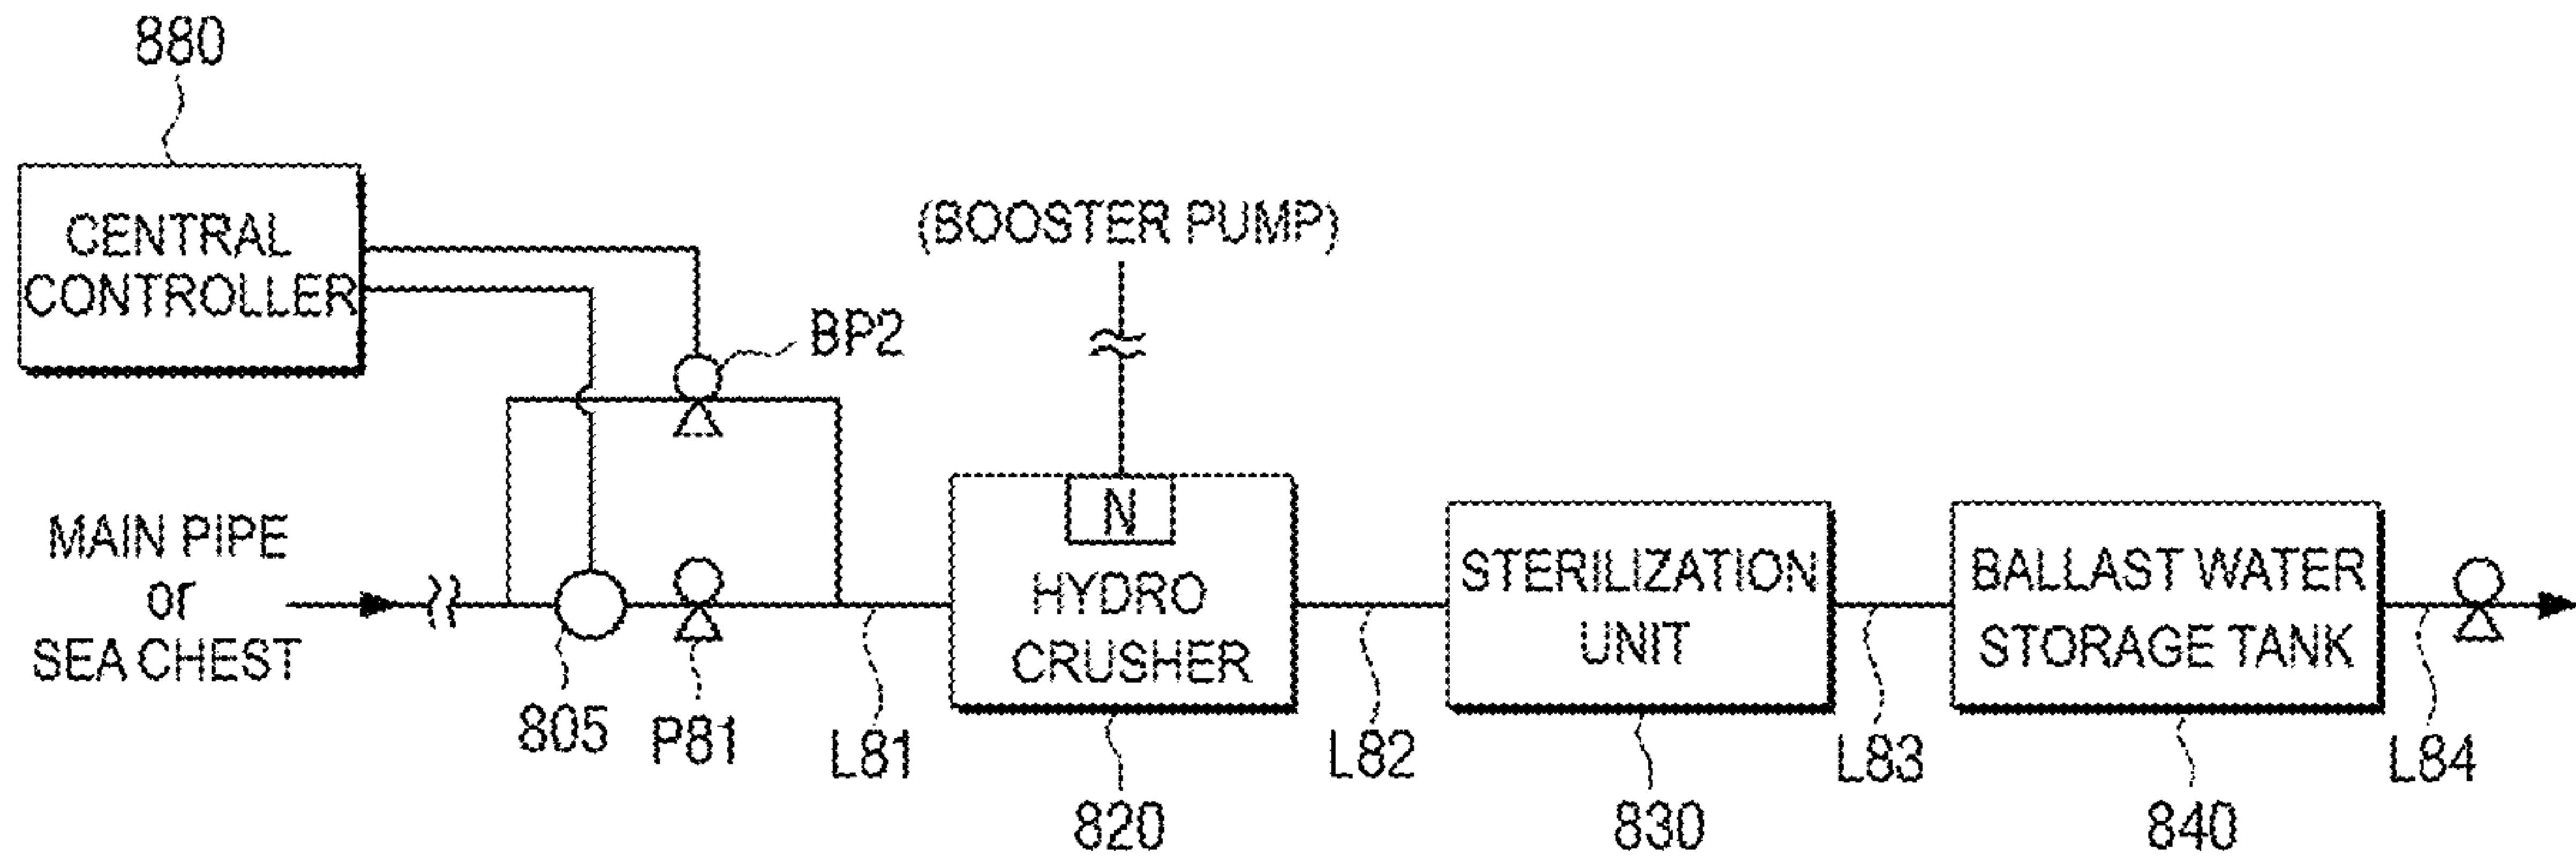 880
CENTRAL
CONTROLLER
(BOOSTER PUMP)
BP2
MAIN PIPE
or
SEA CHEST
N
HYDRO
CRUSHER
STERILIZATION
UNIT
BALLAST WATER
STORAGE TANK
805
P81
L81
L82
L83
L84
820
830
840